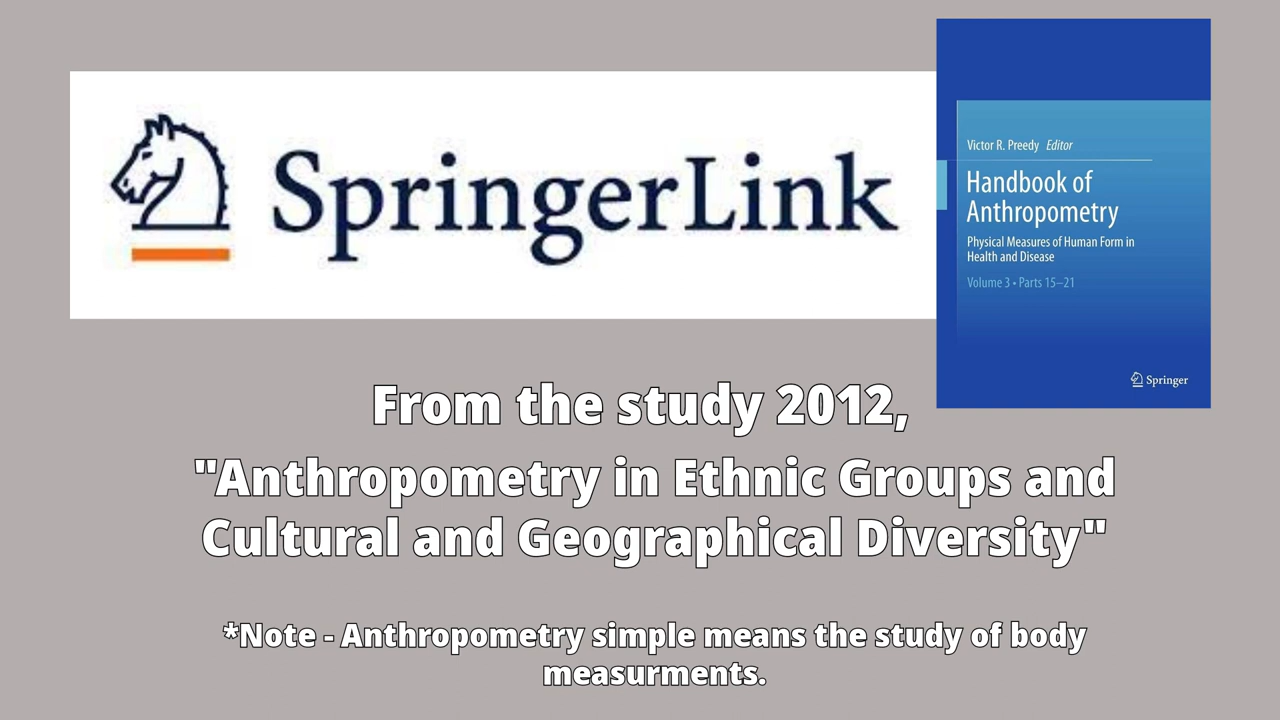 SpringerLink
Victor R. Preedy Editor
Handbook of
Anthropometry
Physical Measures of Human Form in
Health and Disease
Volume 3 • Parts 15–21
Springer
From the study 2012,
"Anthropometry in Ethnic Groups and
Cultural and Geographical Diversity"
*Note - Anthropometry simple means the study of body
measurments.